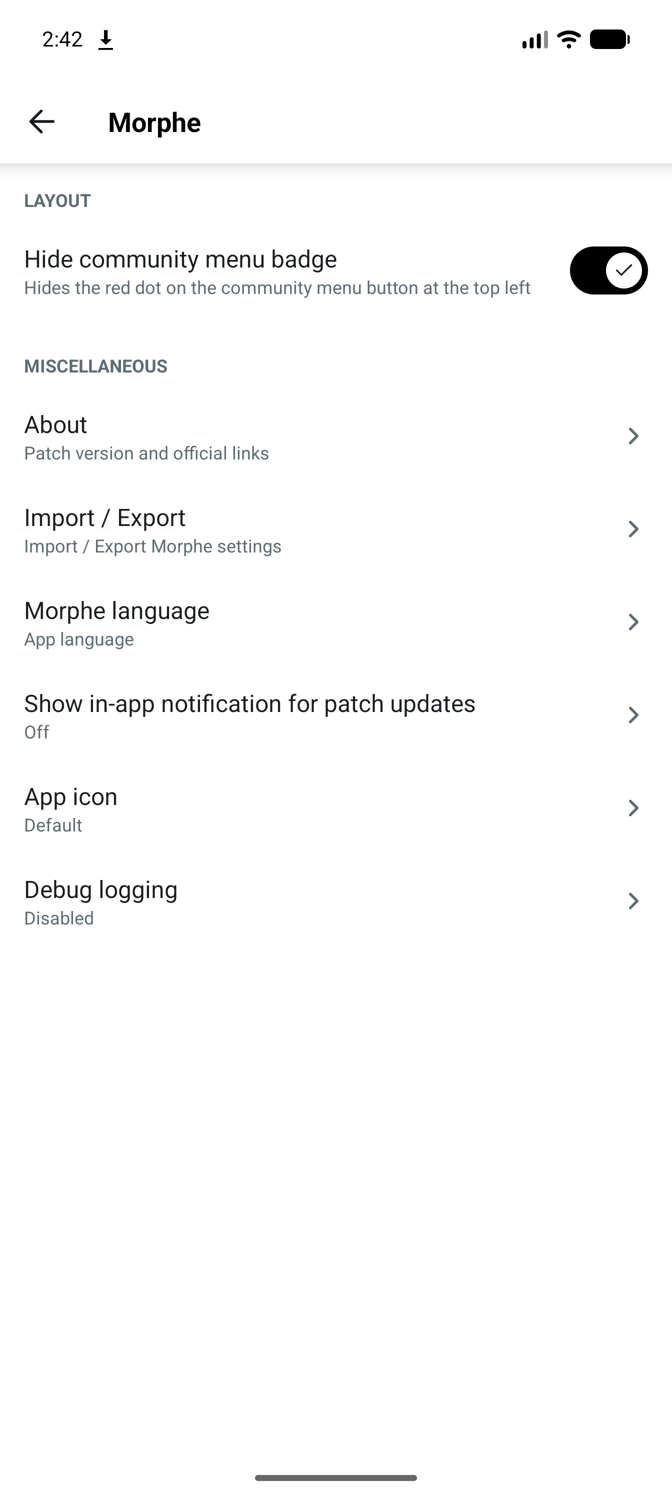 2:42
Morphe
LAYOUT
Hide community menu badge
Hides the red dot on the community menu button at the top left
MISCELLANEOUS
About
Patch version and official links
Import / Export
Import / Export Morphe settings
Morphe language
App language
Show in-app notification for patch updates
Off
App icon
Default
Debug logging
Disabled